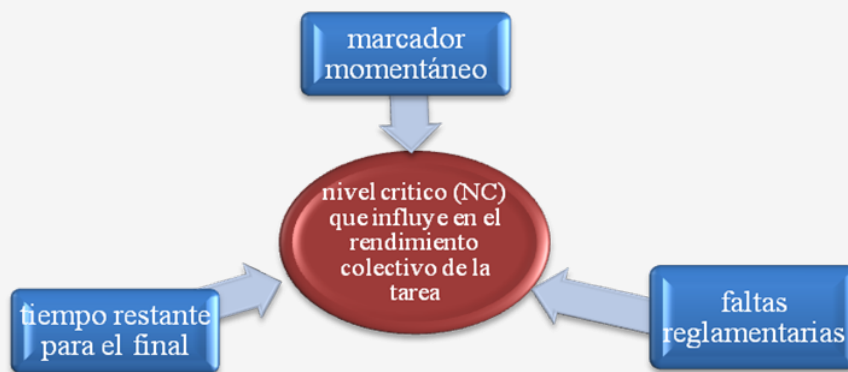 marcador
momentáneo
nivel critico (NC)
que influye en el
rendimiento
colectivo de la
tarea
tiempo restante
para el final
faltas
reglamentarias